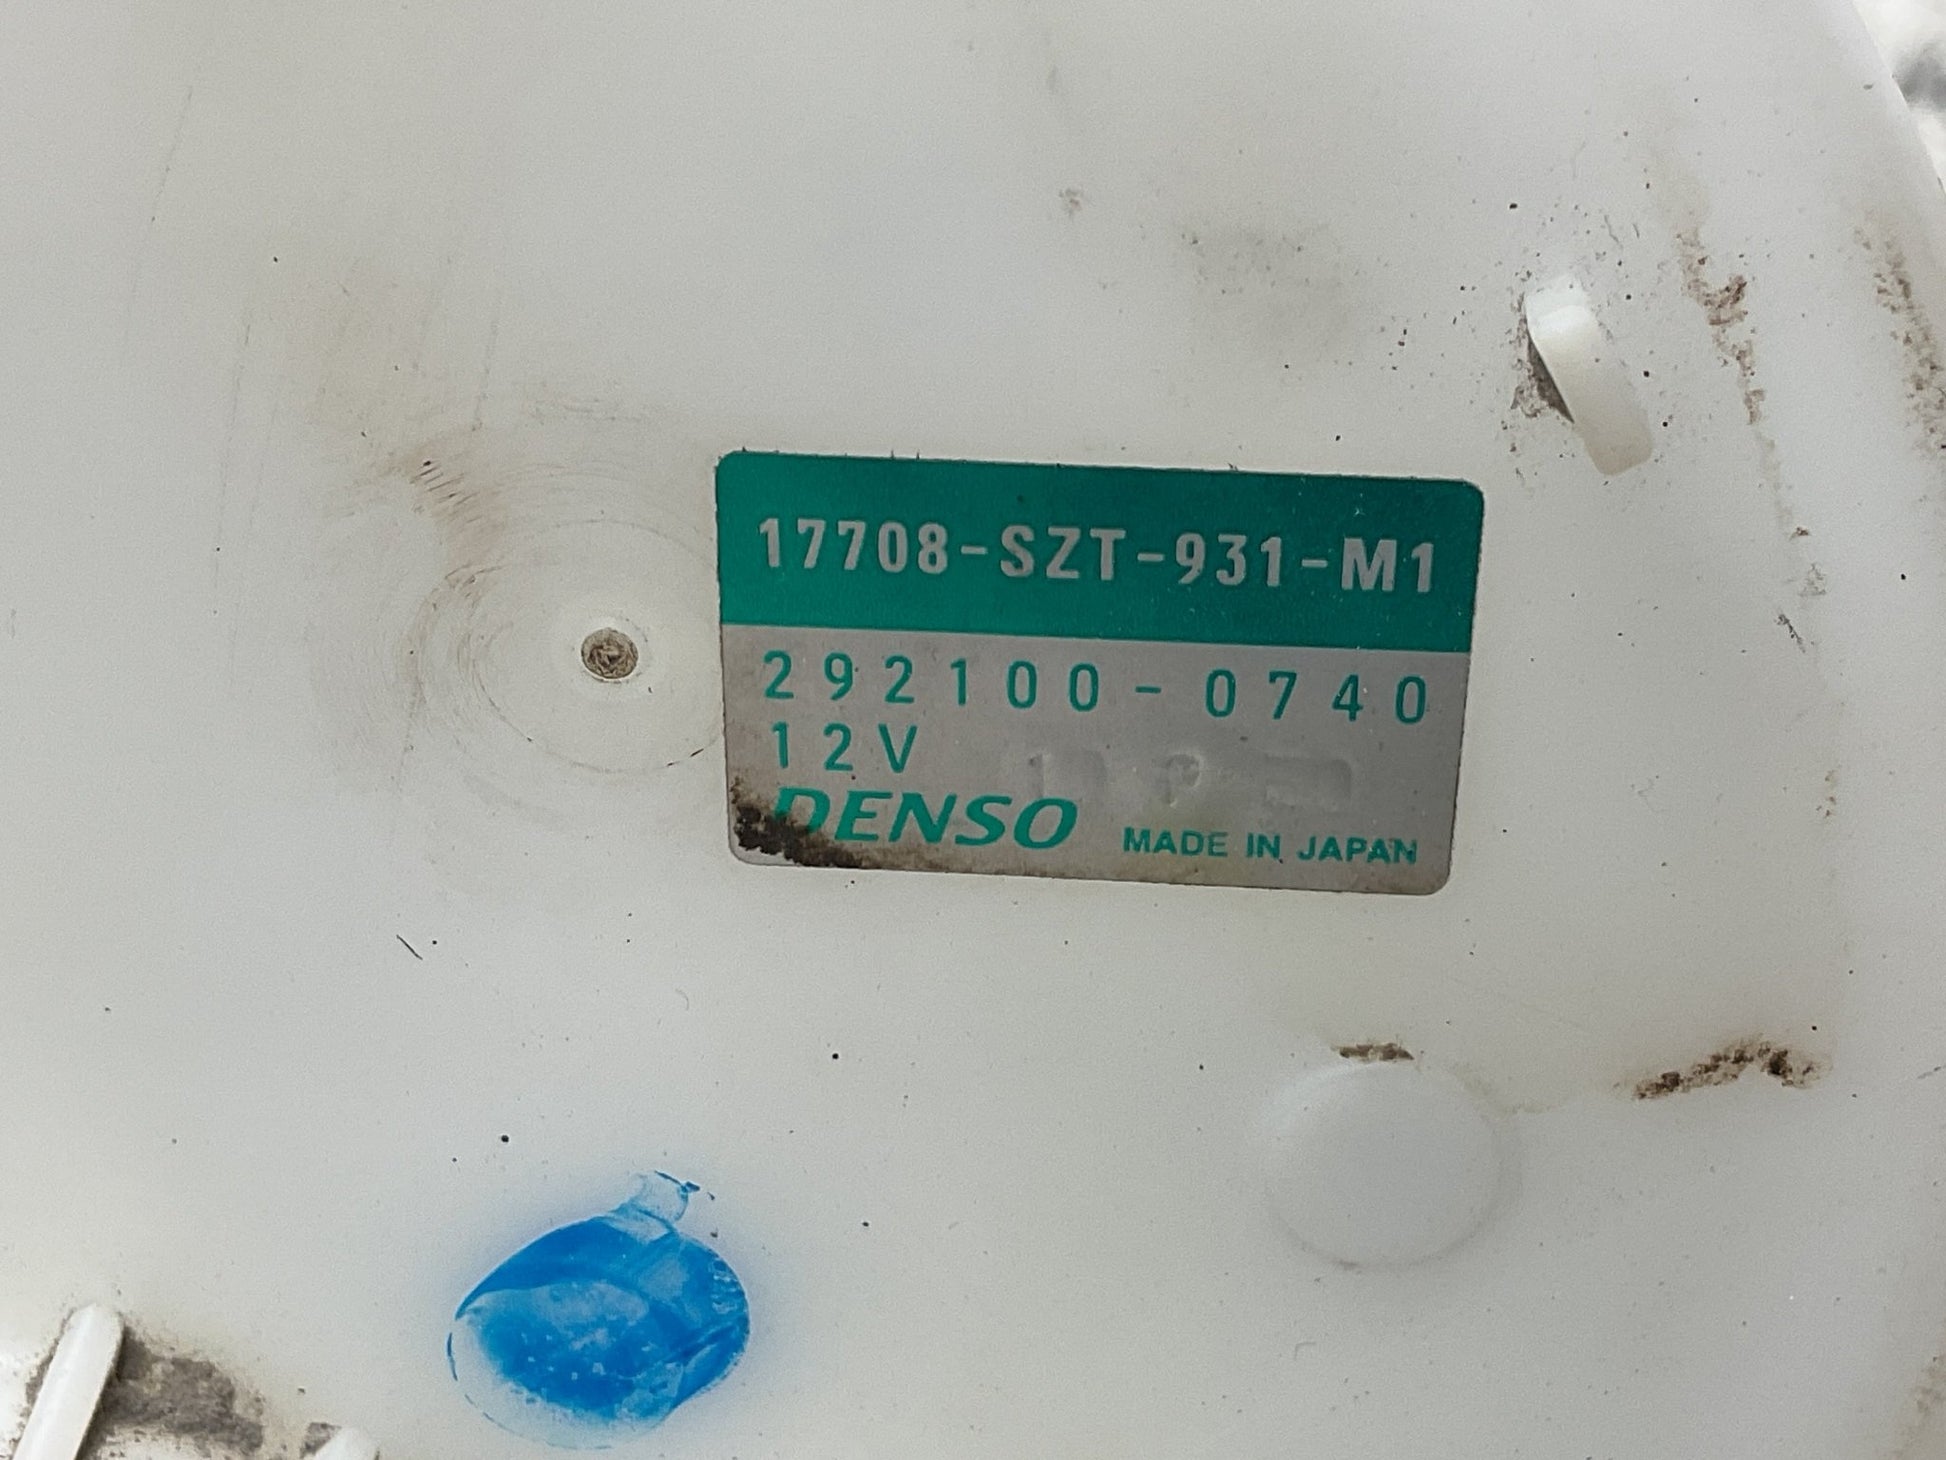 17708-SZT-931-M1
292100-0740
12V
DENSO MADE IN JAPAN